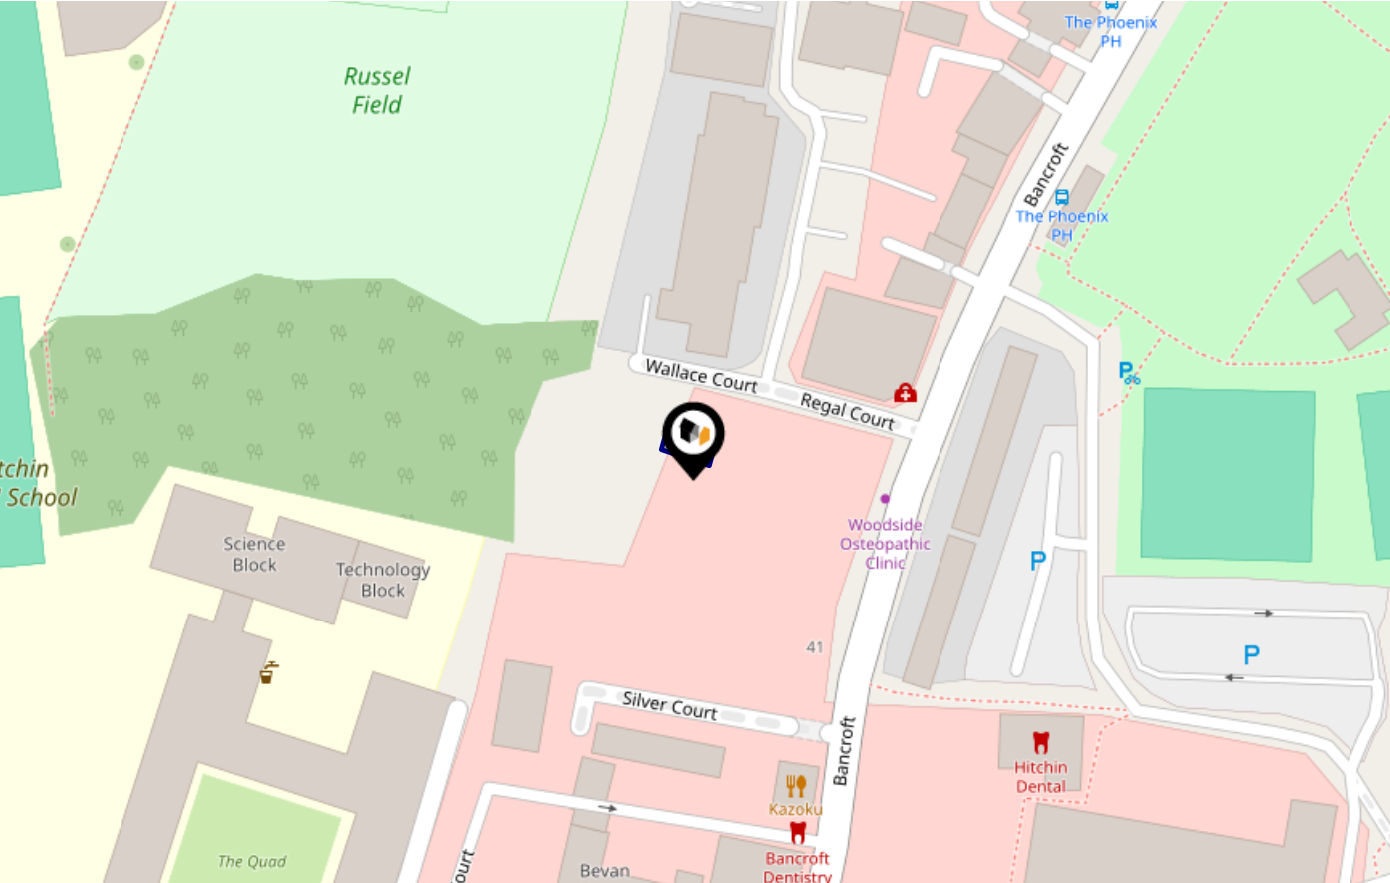 The Phoenix
PH
Russel
Field
Bancroft
The Phoenix
PH
Wallace Court
Regal Court
P
tchin
School
Woodside
Osteopathic
Clinic
Science
Block
Technology
Block
P
41
P
Silver Court
Bancroft
Hitchin
Dental
Kazoku
Bancroft
Dentistry
The Quad
ourt
Bevan